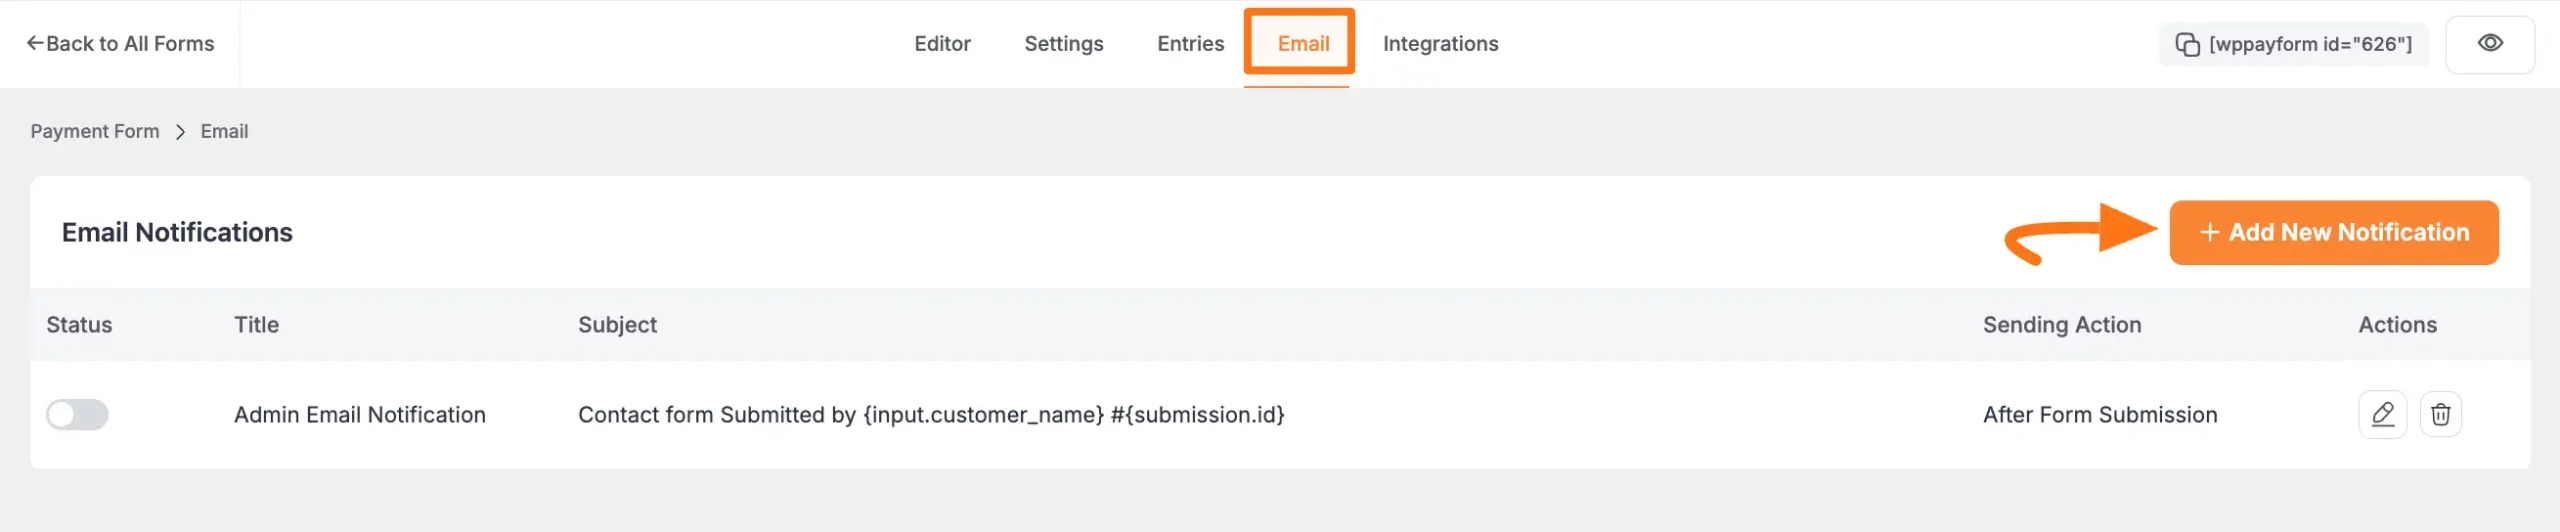 Back to All Forms
Editor
Settings
Entries
Email
Integrations
[wppayform id="626"]
Payment Form > Email
Email Notifications
+ Add New Notification
Status Title Subject Sending Action Actions
Admin Email Notification Contact form Submitted by {input.customer_name} #{submission.id} After Form Submission